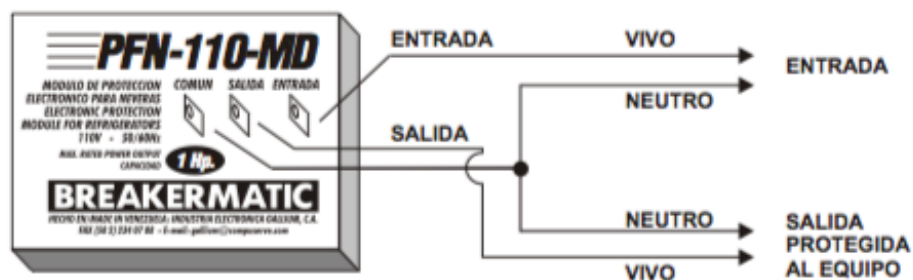 PFN-110-MD
MODULO DE PROTECCION
ELECTRONICO PARA NEVERAS
ELECTRONIC PROTECTION
MODULE FOR REFRIGERATORS
110V - 50/60Hz
MAX. RATED POWER OUTPUT
CAPACIDAD
1 Hp.
COMUN SALIDA ENTRADA
BREAKERMATIC
HECHO EN/MADE IN VENEZUELA: INDUSTRIA ELECTRONICA GALLIUM, C.A.
ENTRADA
VIVO
ENTRADA
NEUTRO
SALIDA
NEUTRO
VIVO
SALIDA
PROTEGIDA
AL EQUIPO